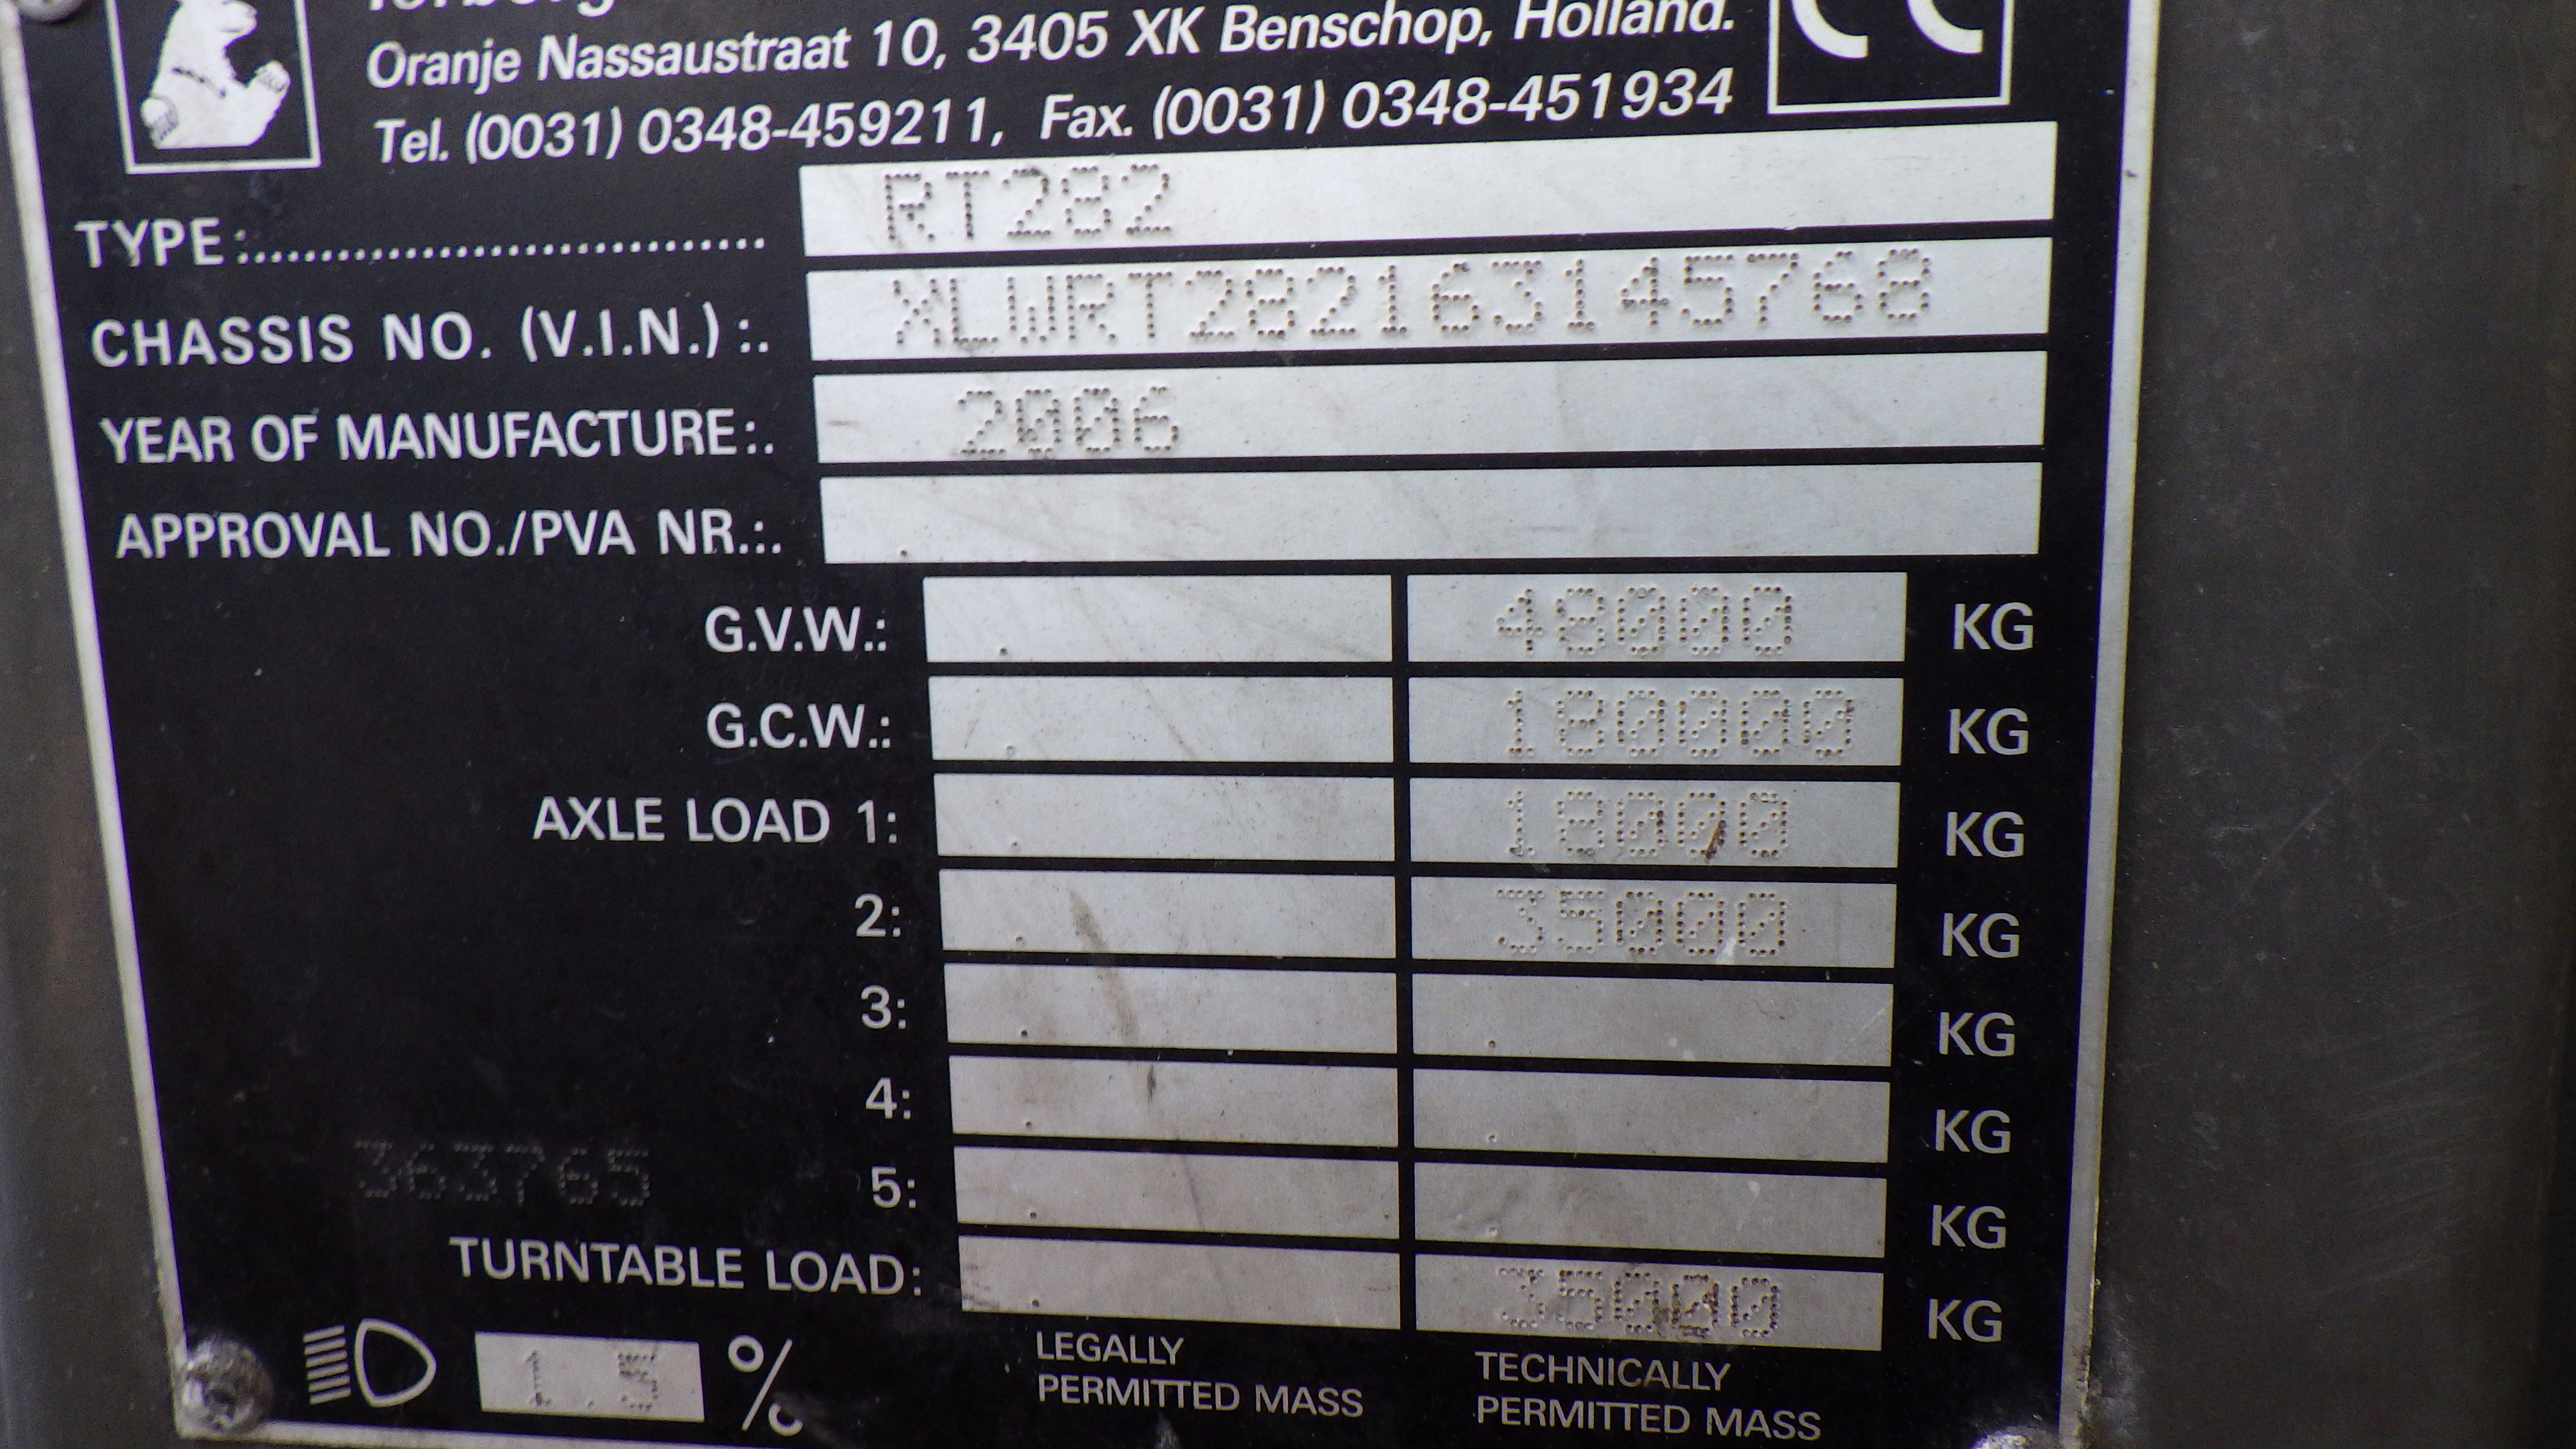 Oranje Nassaustraat 10, 3405 XK Benschop, Holland.
Tel. (0031) 0348-459211, Fax. (0031) 0348-451934
CE
TYPE:................................ RT282
CHASSIS NO. (V.I.N.) :. XLWRT282163145768
YEAR OF MANUFACTURE:. 2006
APPROVAL NO./PVA NR.:.
G.V.W.: 48000 KG
G.C.W.: 180000 KG
AXLE LOAD 1: 18000 KG
2: 35000 KG
3: KG
4: KG
363765 5: KG
TURNTABLE LOAD: 35000 KG
1.5 %
LEGALLY PERMITTED MASS
TECHNICALLY PERMITTED MASS